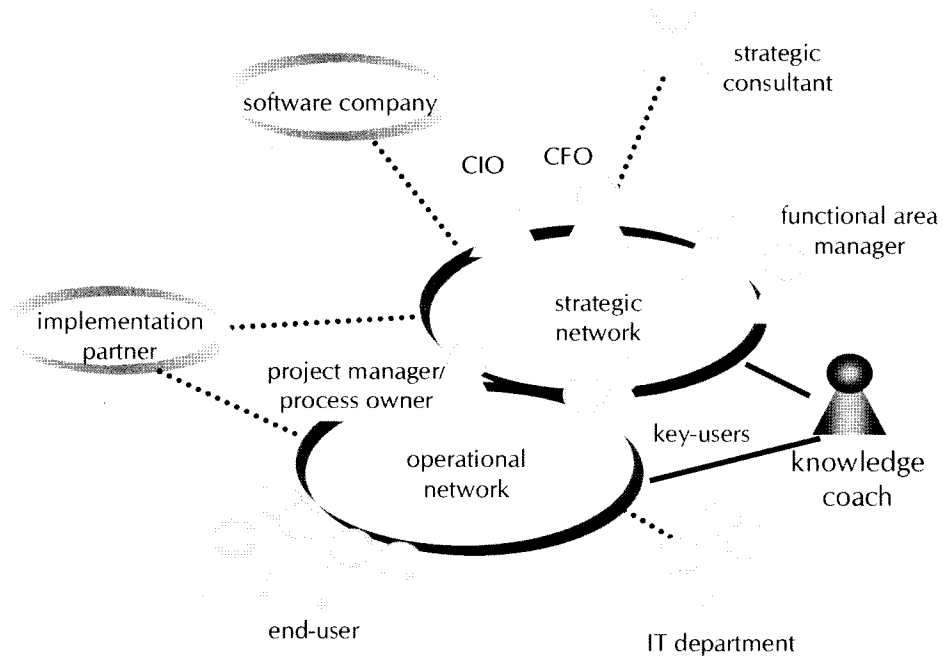 strategic
consultant
software company
CIO
CFO
functional area
manager
strategic
network
implementation
partner
project manager/
process owner
key-users
operational
network
knowledge
coach
end-user
IT department